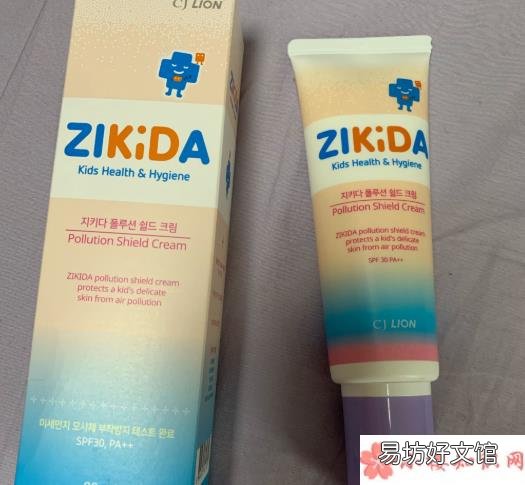 CJ LION
ZIKiDA
Kids Health & Hygiene
지키다 폴루션 쉴드 크림
Pollution Shield Cream
ZIKIDA pollution shield cream
protects a kid's delicate
skin from air pollution
미세먼지 모사체 부착방지 테스트 완료
SPF30, PA++
ZIKiDA
Kids Health & Hygiene
지키다 폴루션 쉴드 크림
Pollution Shield Cream
ZIKIDA pollution shield cream
protects a kid's delicate
skin from air pollution
SPF 30, PA++
CJ LION
易坊好文馆